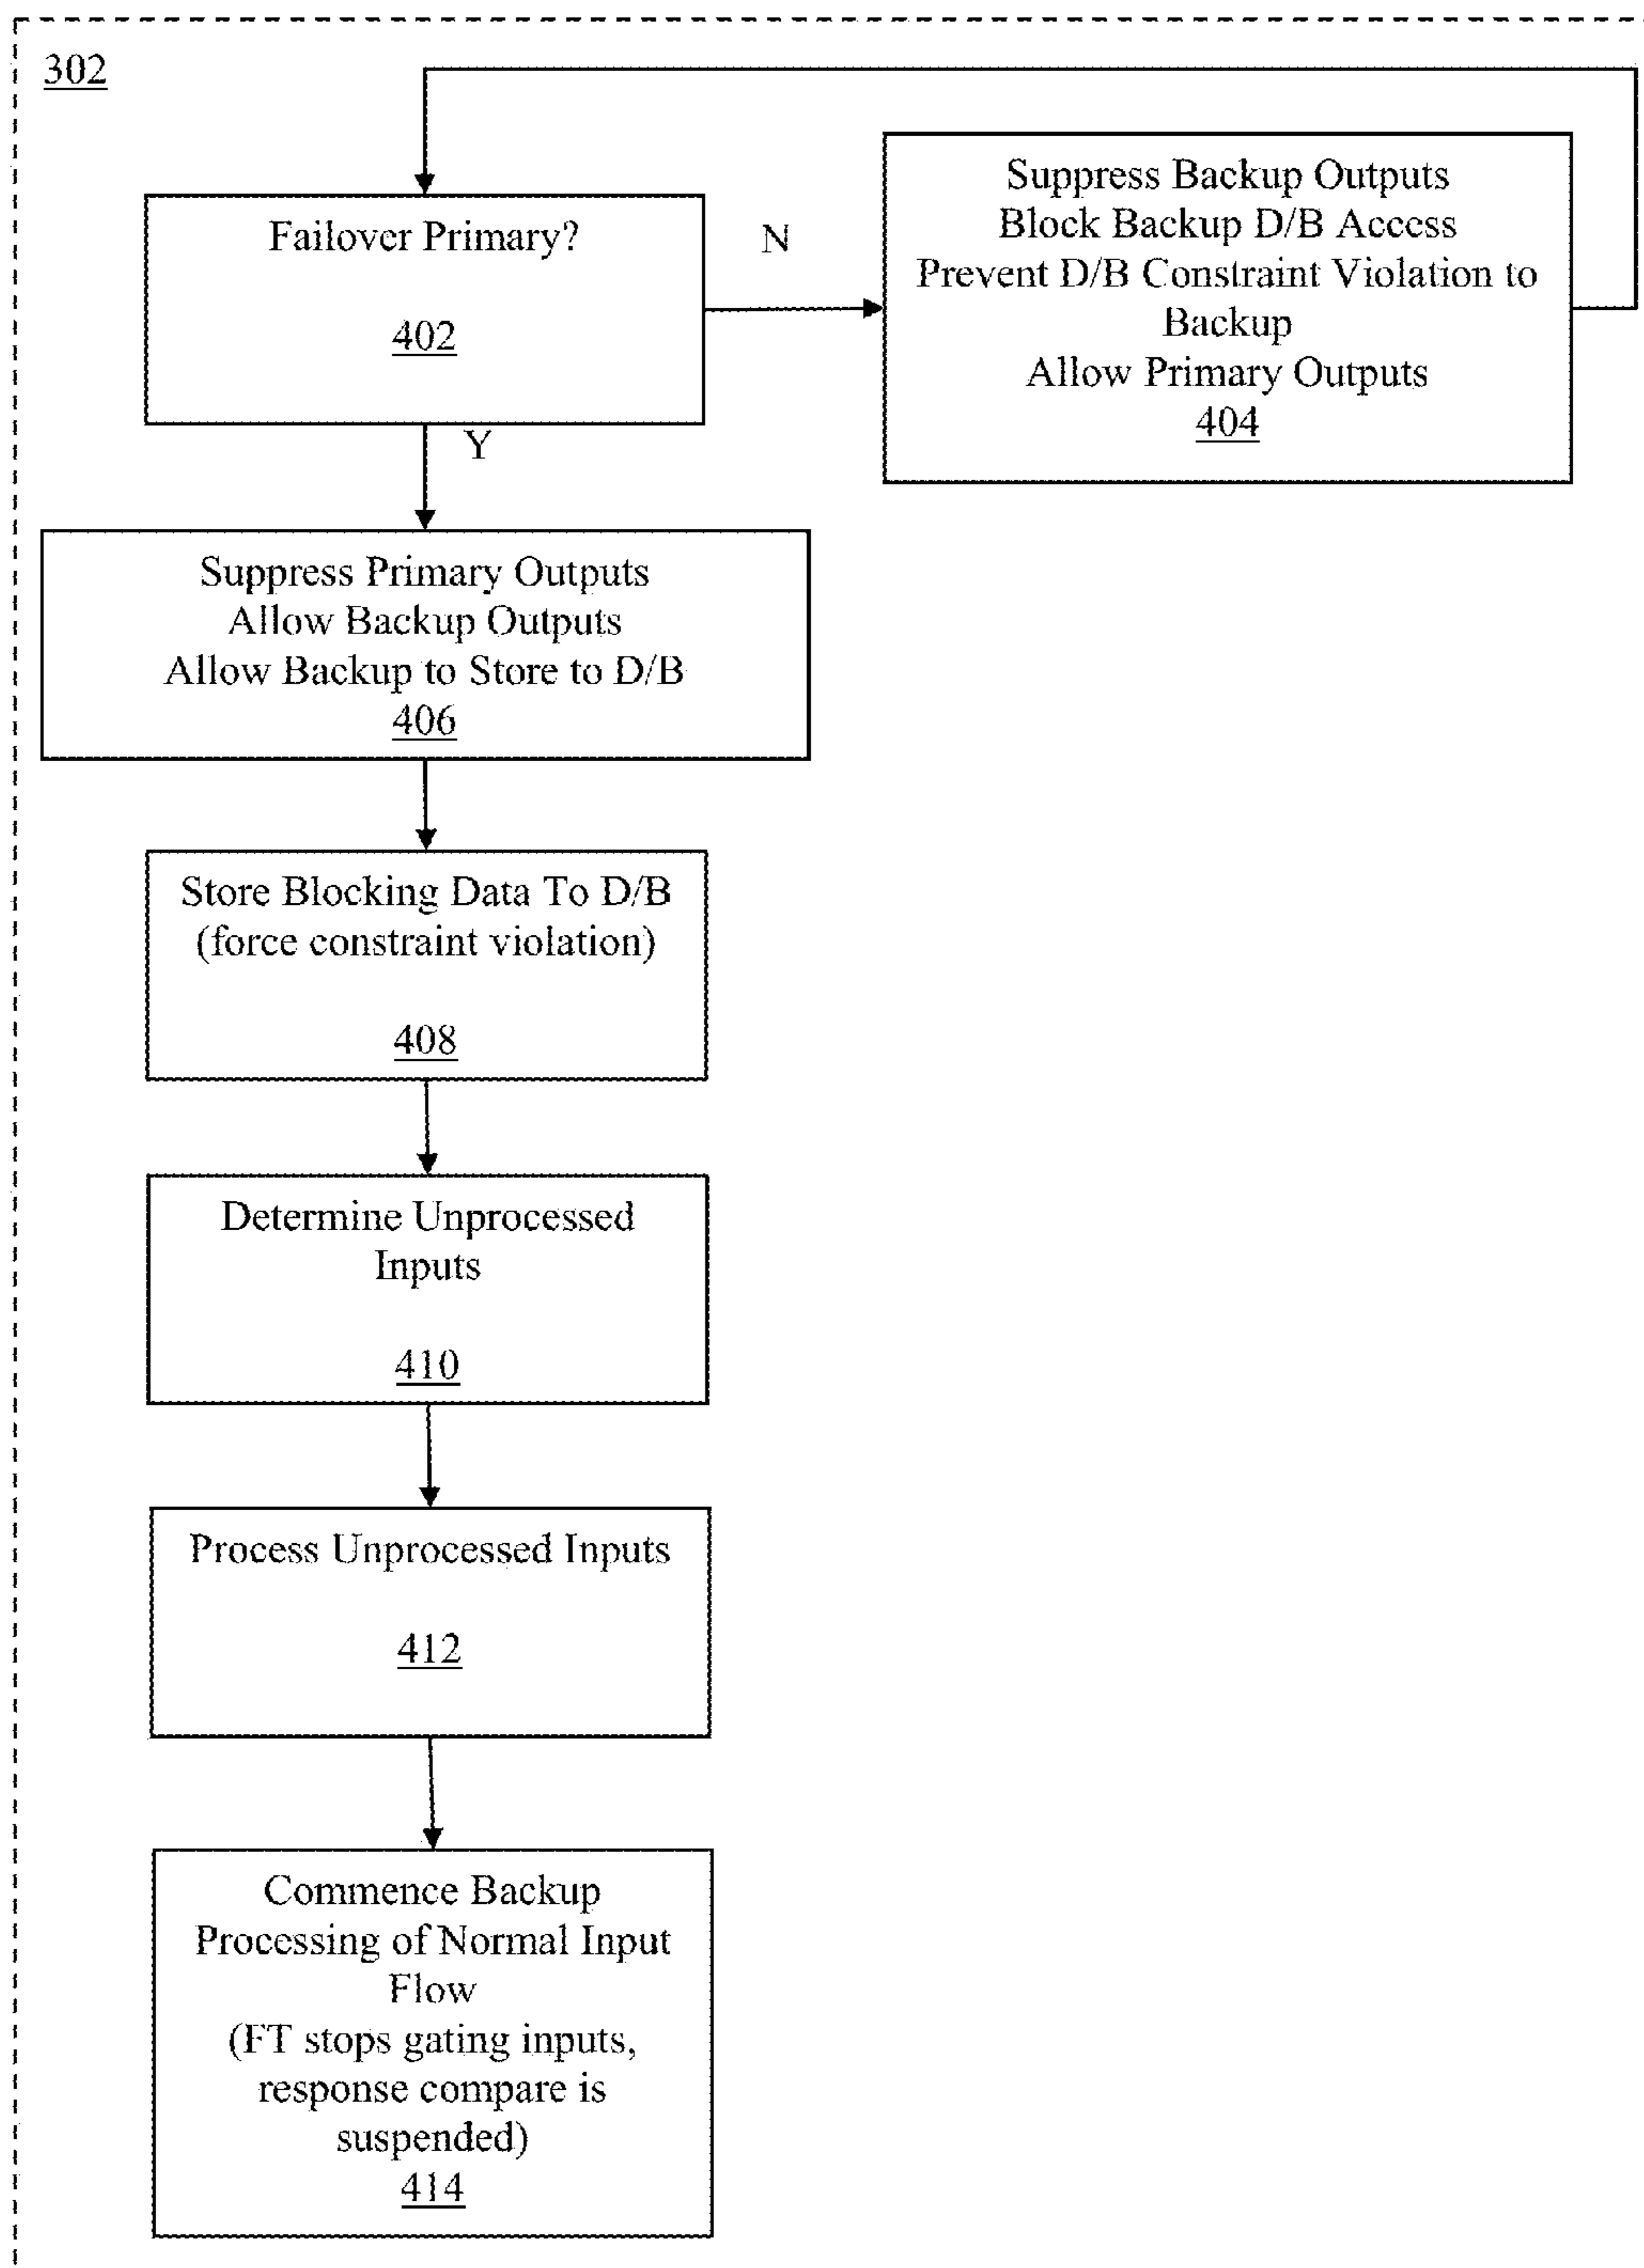 302
Failover Primary?
402
N
Suppress Backup Outputs
Block Backup D/B Access
Prevent D/B Constraint Violation to
Backup
Allow Primary Outputs
404
Y
Suppress Primary Outputs
Allow Backup Outputs
Allow Backup to Store to D/B
406
Store Blocking Data To D/B
(force constraint violation)
408
Determine Unprocessed
Inputs
410
Process Unprocessed Inputs
412
Commence Backup
Processing of Normal Input
Flow
(FT stops gating inputs,
response compare is
suspended)
414